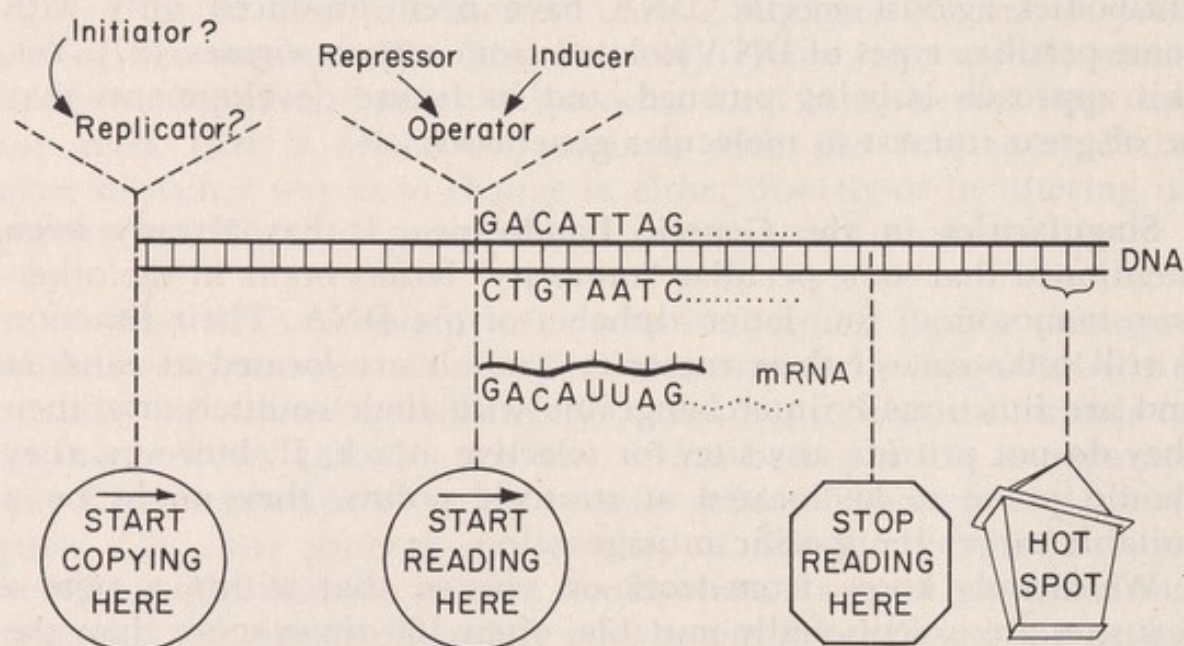 Initiator?
Repressor Inducer
Replicator?
Operator
GACATTAG........
DNA
CTGTAATC........
mRNA
GACAUUAG........
START
COPYING
HERE
START
READING
HERE
STOP
READING
HERE
HOT
SPOT